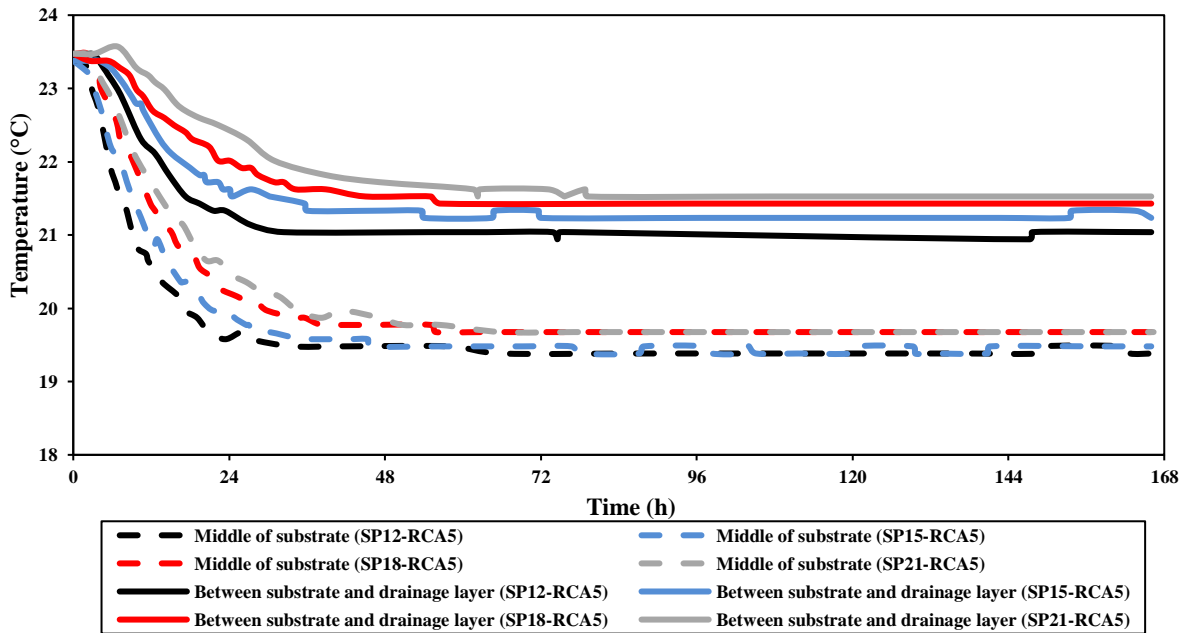 24
23
22
21
20
19
18
Temperature (°C)
0 24 48 72 96 120 144 168
Time (h)
Middle of substrate (SP12-RCA5) Middle of substrate (SP15-RCA5)
Middle of substrate (SP18-RCA5) Middle of substrate (SP21-RCA5)
Between substrate and drainage layer (SP12-RCA5) Between substrate and drainage layer (SP15-RCA5)
Between substrate and drainage layer (SP18-RCA5) Between substrate and drainage layer (SP21-RCA5)